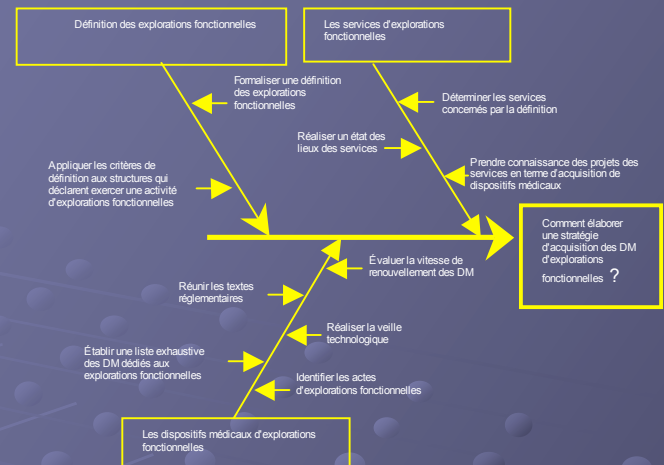 Définition des explorations fonctionnelles
Les services d'explorations
fonctionnelles
Formaliser une définition
des explorations
fonctionnelles
Déterminer les services
concernés par la définition
Réaliser un état des
lieux des services
Appliquer les critères de
définition aux structures qui
déclarent exercer une activité
d'explorations fonctionnelles
Prendre connaissance des projets des
services en terme d'acquisition de
dispositifs médicaux
Comment élaborer
une stratégie
d'acquisition des DM
d'explorations
fonctionnelles ?
Évaluer la vitesse de
renouvellement des DM
Réunir les textes
réglementaires
Réaliser la veille
technologique
Établir une liste exhaustive
des DM dédiés aux
explorations fonctionnelles
Identifier les actes
d'explorations fonctionnelles
Les dispositifs médicaux d'explorations
fonctionnelles